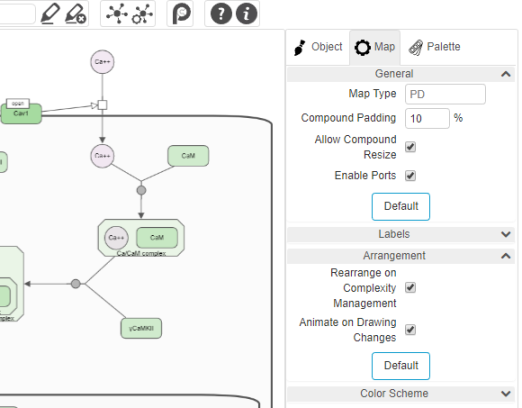 Object
Map
Palette
General
Map Type PD
Compound Padding 10 %
Allow Compound
Resize
Enable Ports
Default
Labels
Arrangement
Rearrange on
Complexity
Management
Animate on Drawing
Changes
Default
Color Scheme
Ca++
open
Cav1
Ca++
CaM
Ca++
CaM
Ca/CaM complex
plex
γCaMKII